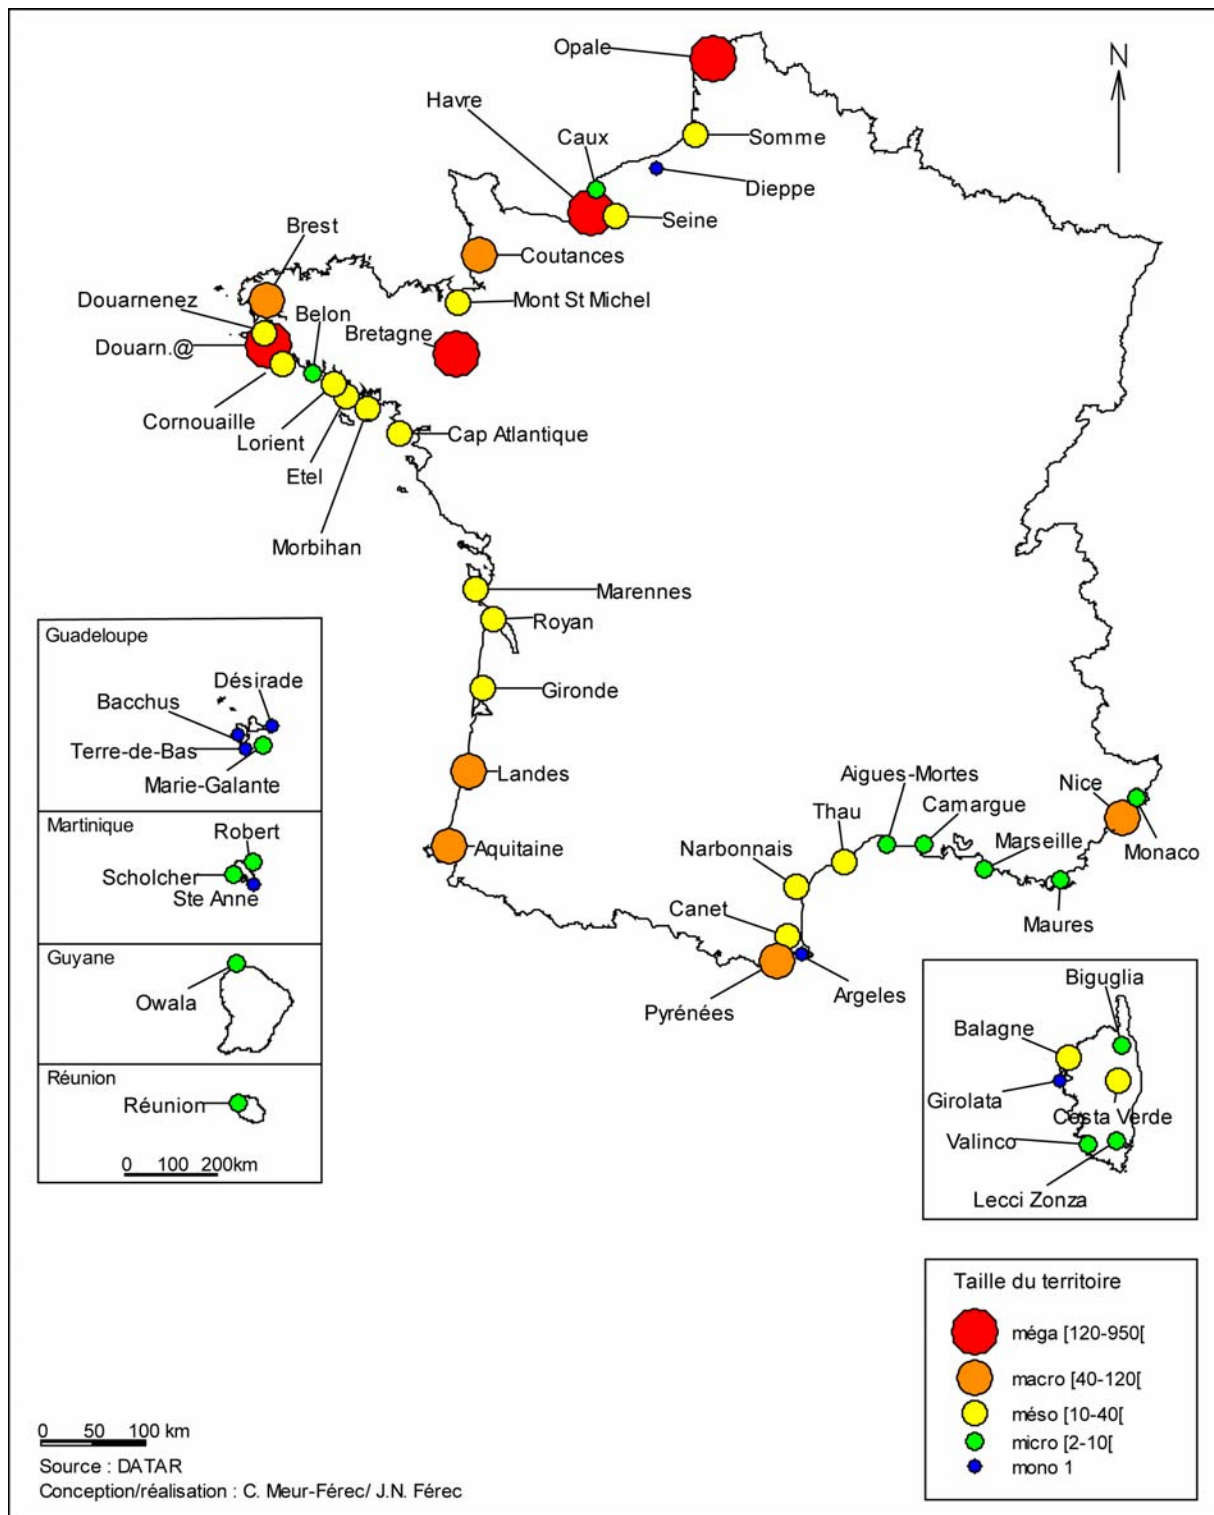 Opale
N
Havre
Caux
Somme
Dieppe
Seine
Brest
Coutances
Douarnenez
Belon
Mont St Michel
Douarn.@
Bretagne
Cornouaille
Lorient
Cap Atlantique
Etel
Morbihan
Marennes
Royan
Gironde
Landes
Aquitaine
Aigues-Mortes
Thau
Camargue
Nice
Narbonnais
Marseille
Monaco
Canet
Maures
Pyrénées
Argeles
Guadeloupe
Désirade
Bacchus
Terre-de-Bas
Marie-Galante
Martinique
Robert
Scholcher
Ste Anne
Guyane
Owala
Réunion
Réunion
0 100 200km
Biguglia
Balagne
Girolata
Costa Verde
Valinco
Lecci Zonza
Taille du territoire
méga [120-950[
macro [40-120[
méso [10-40[
micro [2-10[
mono 1
0 50 100 km
Source : DATAR
Conception/réalisation : C. Meur-Férec/ J.N. Férec